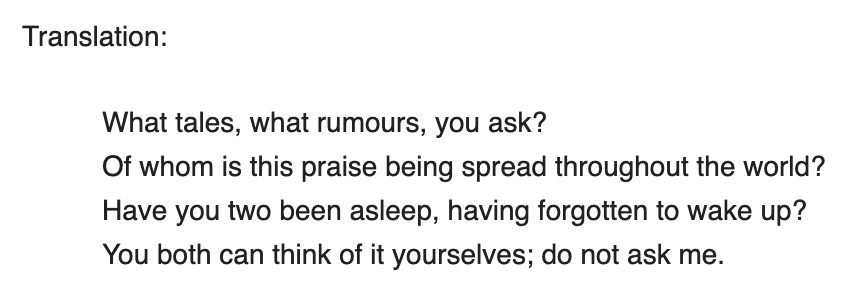 Translation:
What tales, what rumours, you ask?
Of whom is this praise being spread throughout the world?
Have you two been asleep, having forgotten to wake up?
You both can think of it yourselves; do not ask me.